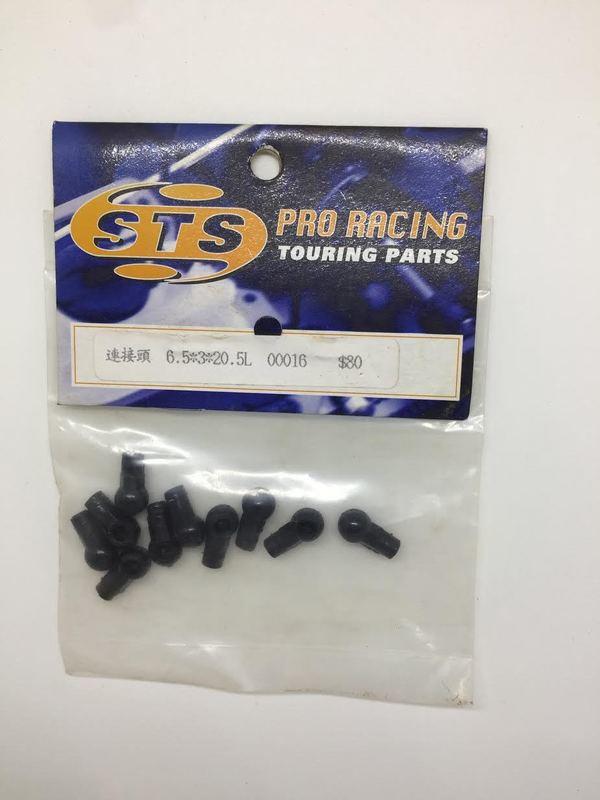 STS
PRO RACING
TOURING PARTS
連接頭 6.5*3*20.5L 00016 $80